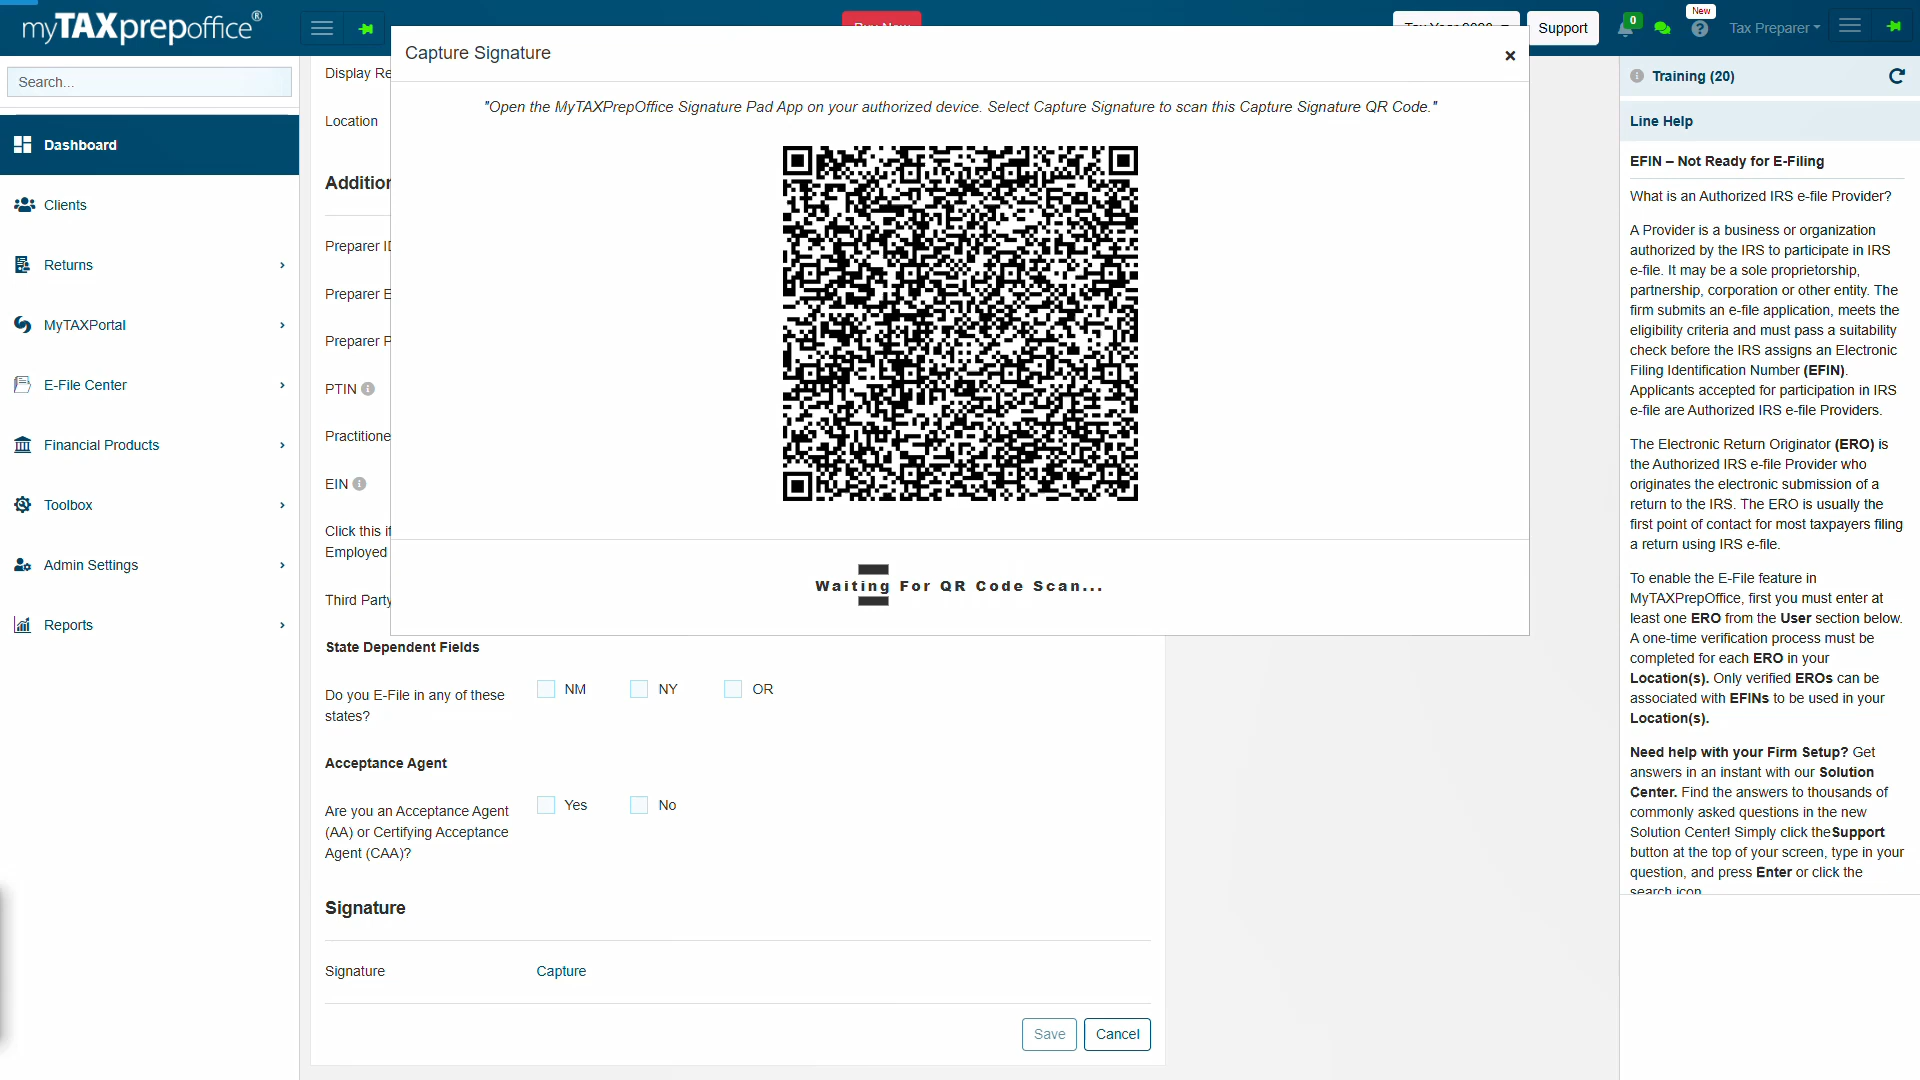 myTAXprepoffice®
Buy Now
Support
0
New
Tax Preparer
Capture Signature
×
"Open the MyTAXPrepOffice Signature Pad App on your authorized device. Select Capture Signature to scan this Capture Signature QR Code."
Waiting For QR Code Scan...
Search...
Dashboard
Clients
Returns
MyTAXPortal
E-File Center
Financial Products
Toolbox
Admin Settings
Reports
Display Re
Location
Addition
Preparer ID
Preparer E
Preparer P
PTIN
Practitione
EIN
Click this if
Employed
Third Party
State Dependent Fields
Do you E-File in any of these
states?
NM NY OR
Acceptance Agent
Are you an Acceptance Agent
(AA) or Certifying Acceptance
Agent (CAA)?
Yes No
Signature
Signature Capture
Save Cancel
Training (20)
Line Help
EFIN – Not Ready for E-Filing
What is an Authorized IRS e-file Provider?
A Provider is a business or organization
authorized by the IRS to participate in IRS
e-file. It may be a sole proprietorship,
partnership, corporation or other entity. The
firm submits an e-file application, meets the
eligibility criteria and must pass a suitability
check before the IRS assigns an Electronic
Filing Identification Number (EFIN).
Applicants accepted for participation in IRS
e-file are Authorized IRS e-file Providers.
The Electronic Return Originator (ERO) is
the Authorized IRS e-file Provider who
originates the electronic submission of a
return to the IRS. The ERO is usually the
first point of contact for most taxpayers filing
a return using IRS e-file.
To enable the E-File feature in
MyTAXPrepOffice, first you must enter at
least one ERO from the User section below.
A one-time verification process must be
completed for each ERO in your
Location(s). Only verified EROs can be
associated with EFINs to be used in your
Location(s).
Need help with your Firm Setup? Get
answers in an instant with our Solution
Center. Find the answers to thousands of
commonly asked questions in the new
Solution Center! Simply click theSupport
button at the top of your screen, type in your
question, and press Enter or click the
search icon